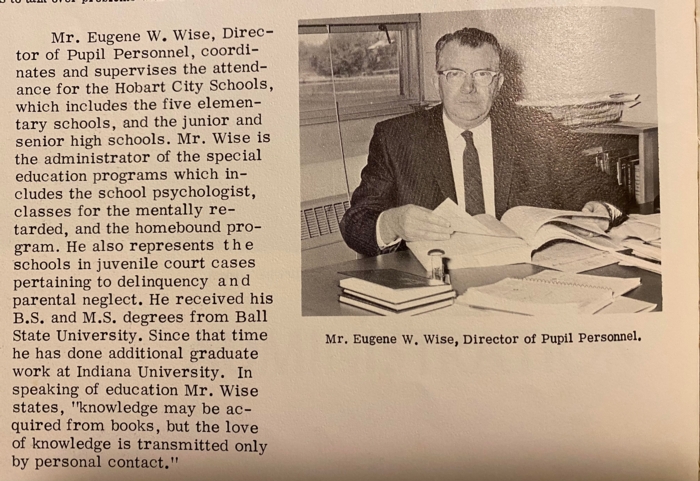 Mr. Eugene W. Wise, Direc-
tor of Pupil Personnel, coordi-
nates and supervises the attend-
ance for the Hobart City Schools,
which includes the five elemen-
tary schools, and the junior and
senior high schools. Mr. Wise is
the administrator of the special
education programs which in-
cludes the school psychologist,
classes for the mentally re-
tarded, and the homebound pro-
gram. He also represents the
schools in juvenile court cases
pertaining to delinquency and
parental neglect. He received his
B.S. and M.S. degrees from Ball
State University. Since that time
he has done additional graduate
work at Indiana University. In
speaking of education Mr. Wise
states, "knowledge may be ac-
quired from books, but the love
of knowledge is transmitted only
by personal contact."
Mr. Eugene W. Wise, Director of Pupil Personnel.